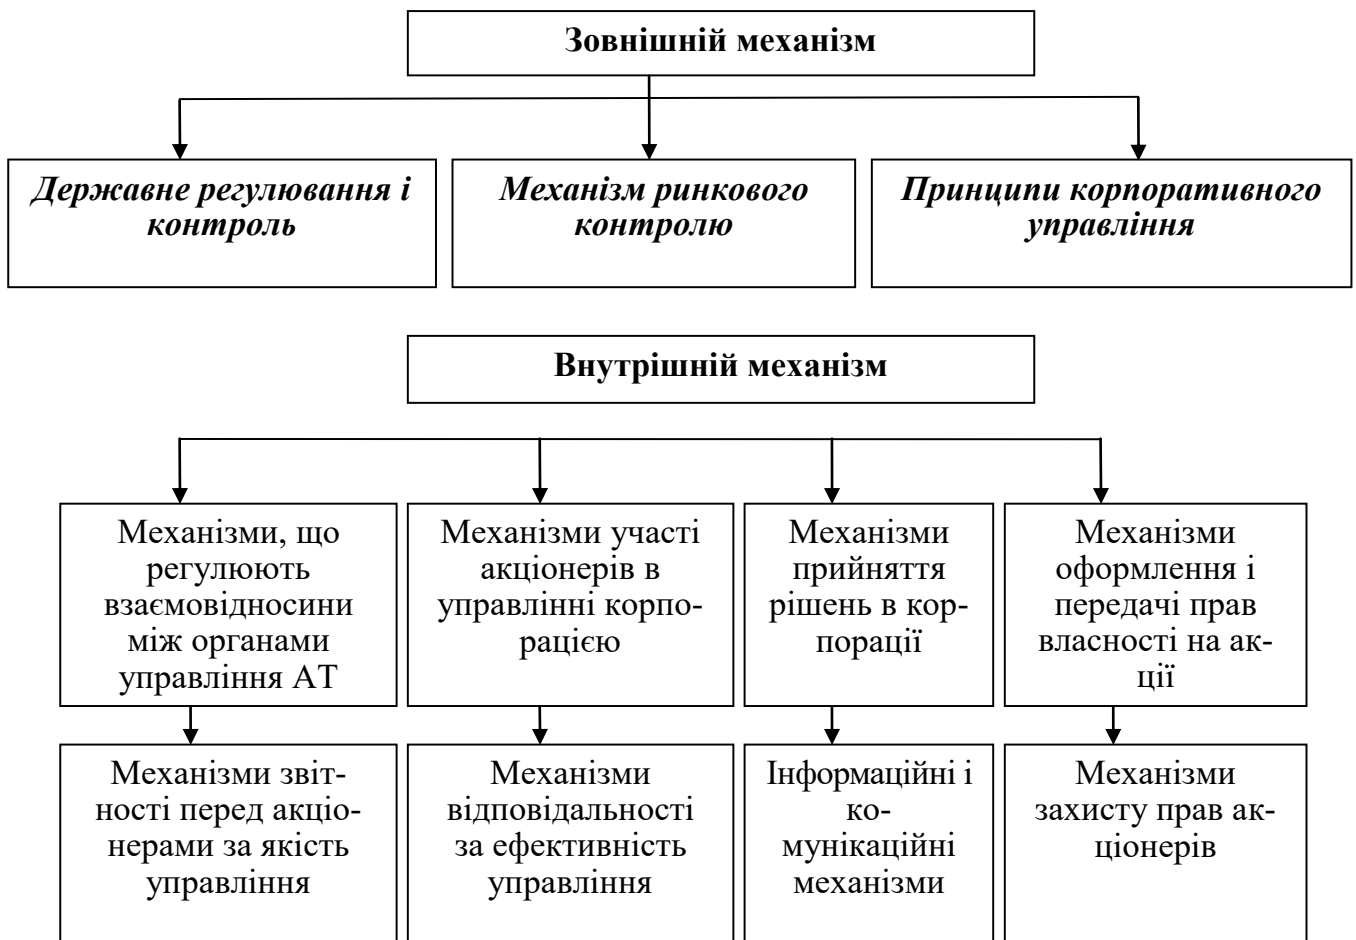 Зовнішній механізм
Державне регулювання і
контроль
Механізм ринкового
контролю
Принципи корпоративного
управління
Внутрішній механізм
Механізми, що
регулюють
взаємовідносини
між органами
управління АТ
Механізми участі
акціонерів в
управлінні корпо-
рацією
Механізми
прийняття
рішень в кор-
порації
Механізми
оформлення і
передачі прав
власності на ак-
ції
Механізми звіт-
ності перед акціо-
нерами за якість
управління
Механізми
відповідальності
за ефективність
управління
Інформаційні і
ко-
мунікаційні
механізми
Механізми
захисту прав ак-
ціонерів